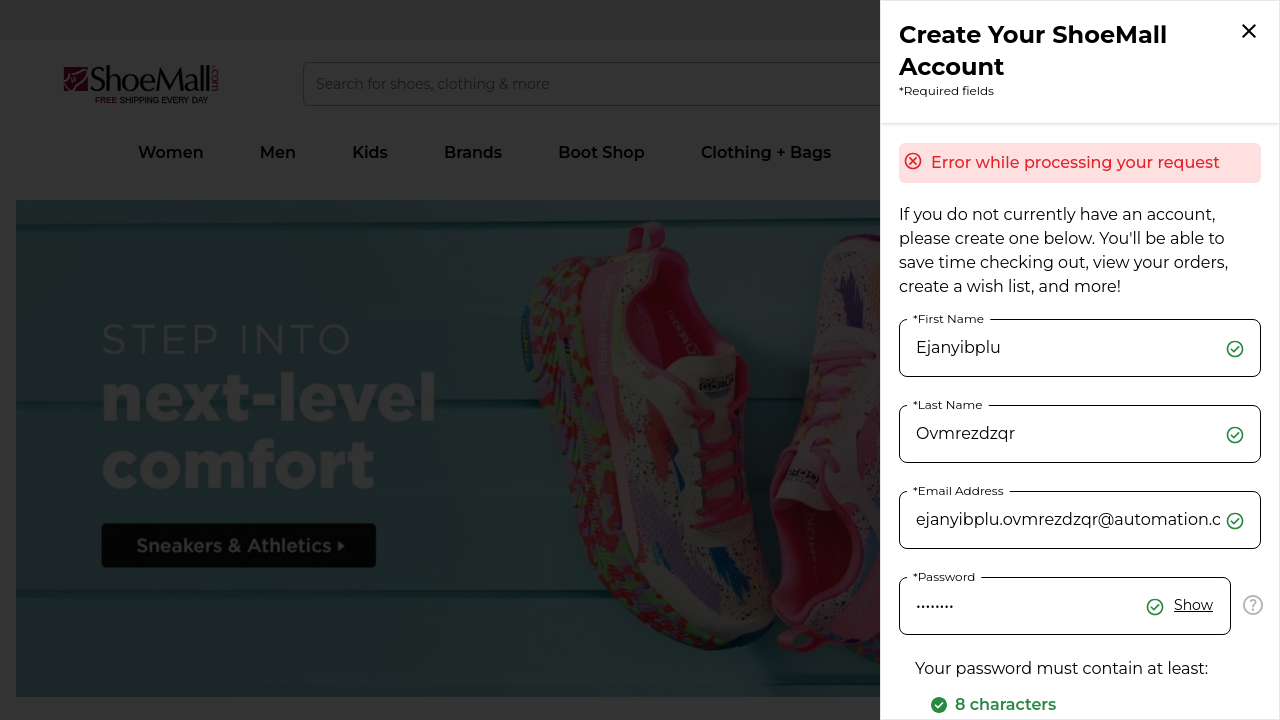 ShoeMall.com
FREE SHIPPING EVERY DAY
Search for shoes, clothing & more
Women
Men
Kids
Brands
Boot Shop
Clothing + Bags
STEP INTO
next-level
comfort
Sneakers & Athletics
Create Your ShoeMall
Account
*Required fields
Error while processing your request
If you do not currently have an account,
please create one below. You'll be able to
save time checking out, view your orders,
create a wish list, and more!
*First Name
Ejanyibplu
*Last Name
Ovmrezdzqr
*Email Address
ejanyibplu.ovmrezdzqr@automation.c
*Password
••••••••
Show
?
Your password must contain at least:
8 characters